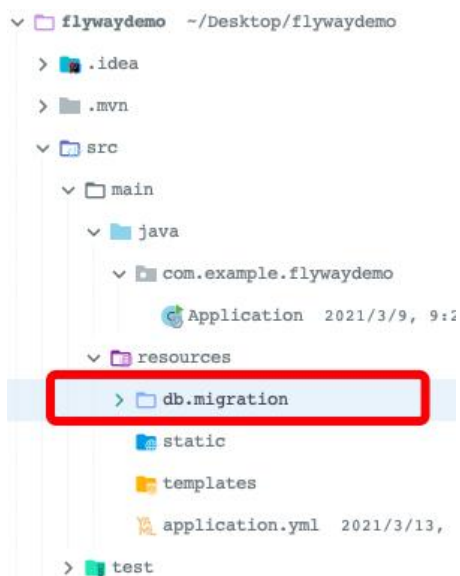 flywaydemo ~/Desktop/flywaydemo
.idea
.mvn
src
main
java
com.example.flywaydemo
Application 2021/3/9, 9:2
resources
db.migration
static
templates
application.yml 2021/3/13,
test